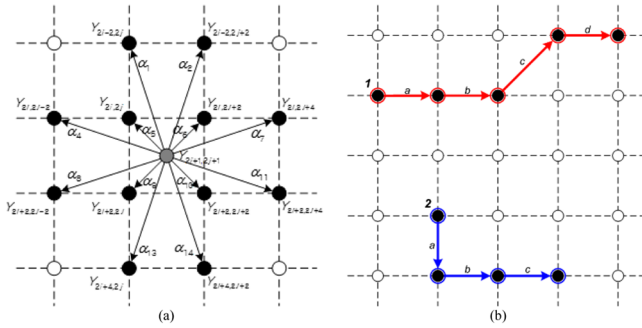 Y2i-2,2j Y2i-2,2j+2
α1 α2
Y2i,2j-2 Y2i,2j Y2i,2j+2 Y2i,2j+4
α4 α5 α6 α7
Y2i+1,2j+1
α8 α9 α10 α11
Y2i+2,2j-2 Y2i+2,2j Y2i+2,2j+2 Y2i+2,2j+4
α13 α14
Y2i+4,2j Y2i+4,2j+2
(a)
d
c
1
a b
2
a
b c
(b)